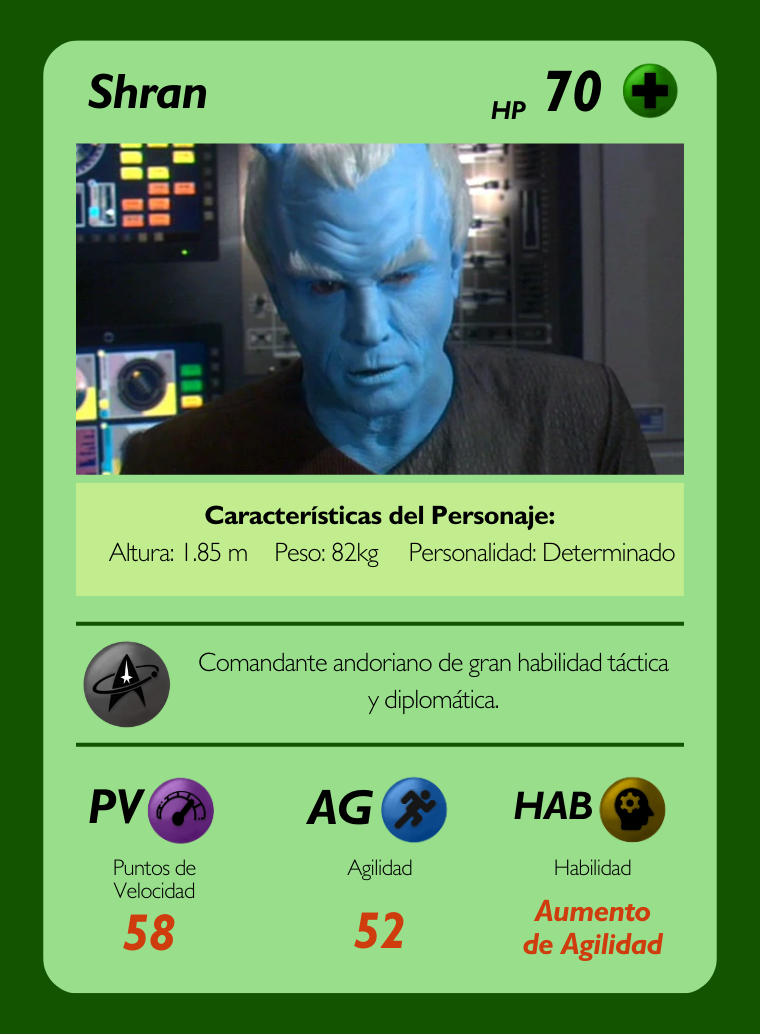 Shran
HP 70
Características del Personaje:
Altura: 1.85 m Peso: 82kg Personalidad: Determinado
Comandante andoriano de gran habilidad táctica
y diplomática.
PV AG HAB
Puntos de
Velocidad
Agilidad
Habilidad
58
52
Aumento
de Agilidad